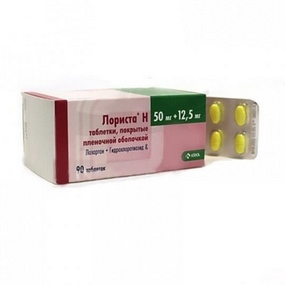 Лориста® Н
50 мг + 12,5 мг
таблетки, покрытые
пленочной оболочкой
Лозартан + Гидрохлоротиазид
90 таблеток
KRKA